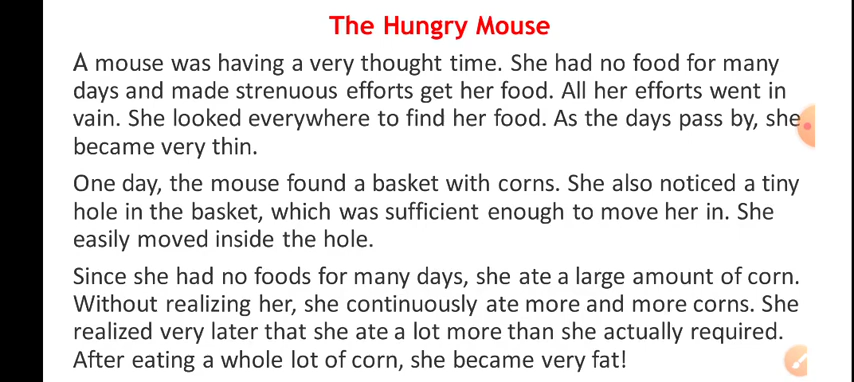 The Hungry Mouse
A mouse was having a very thought time. She had no food for many
days and made strenuous efforts get her food. All her efforts went in
vain. She looked everywhere to find her food. As the days pass by, she
became very thin.
One day, the mouse found a basket with corns. She also noticed a tiny
hole in the basket, which was sufficient enough to move her in. She
easily moved inside the hole.
Since she had no foods for many days, she ate a large amount of corn.
Without realizing her, she continuously ate more and more corns. She
realized very later that she ate a lot more than she actually required.
After eating a whole lot of corn, she became very fat!